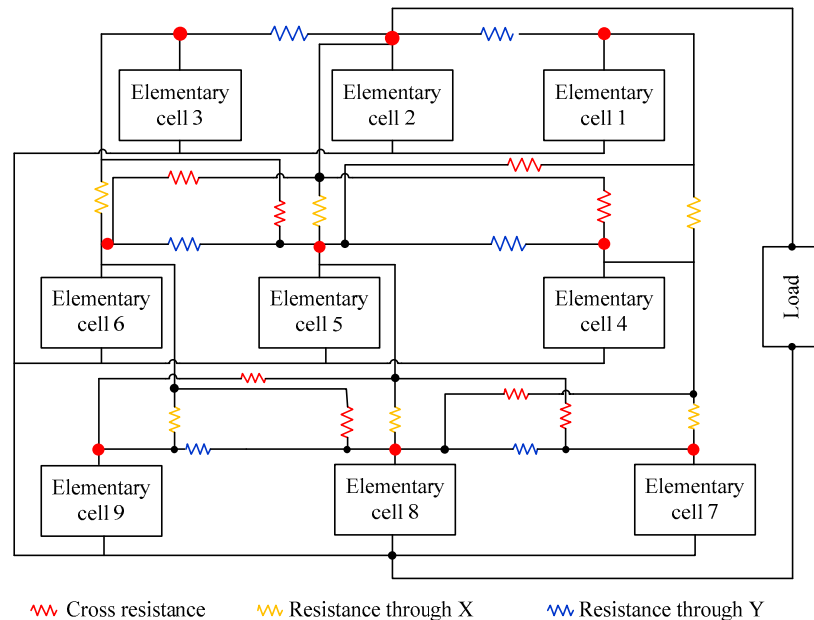 Elementary
cell 3
Elementary
cell 2
Elementary
cell 1
Elementary
cell 6
Elementary
cell 5
Elementary
cell 4
Load
Elementary
cell 9
Elementary
cell 8
Elementary
cell 7
Cross resistance
Resistance through X
Resistance through Y